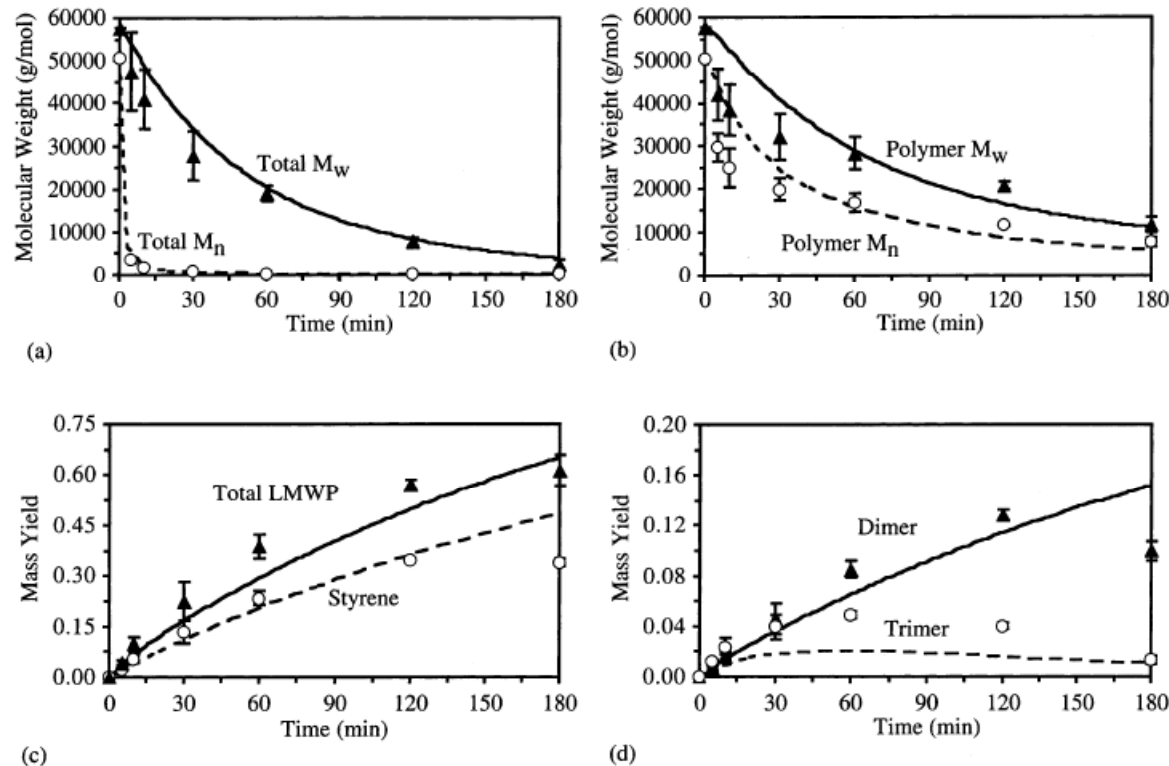 60000
50000
40000
30000
20000
10000
0
Molecular Weight (g/mol)
Total Mw
Total Mn
0 30 60 90 120 150 180
Time (min)
(a)
60000
50000
40000
30000
20000
10000
0
Molecular Weight (g/mol)
Polymer Mw
Polymer Mn
0 30 60 90 120 150 180
Time (min)
(b)
0.75
0.60
0.45
0.30
0.15
0.00
Mass Yield
Total LMWP
Styrene
0 30 60 90 120 150 180
Time (min)
(c)
0.20
0.16
0.12
0.08
0.04
0.00
Mass Yield
Dimer
Trimer
0 30 60 90 120 150 180
Time (min)
(d)